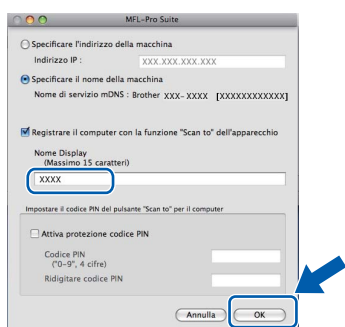 MFL-Pro Suite
Specificare l'indirizzo della macchina
Indirizzo IP : XXX.XXX.XXX.XXX
Specificare il nome della macchina
Nome di servizio mDNS : Brother XXX-XXXX [XXXXXXXXXXXX]
Registrare il computer con la funzione "Scan to" dell'apparecchio
Nome Display
(Massimo 15 caratteri)
XXXX
Impostare il codice PIN del pulsante "Scan to" per il computer
Attiva protezione codice PIN
Codice PIN
("0-9", 4 cifre)
Ridigitare codice PIN
Annulla OK